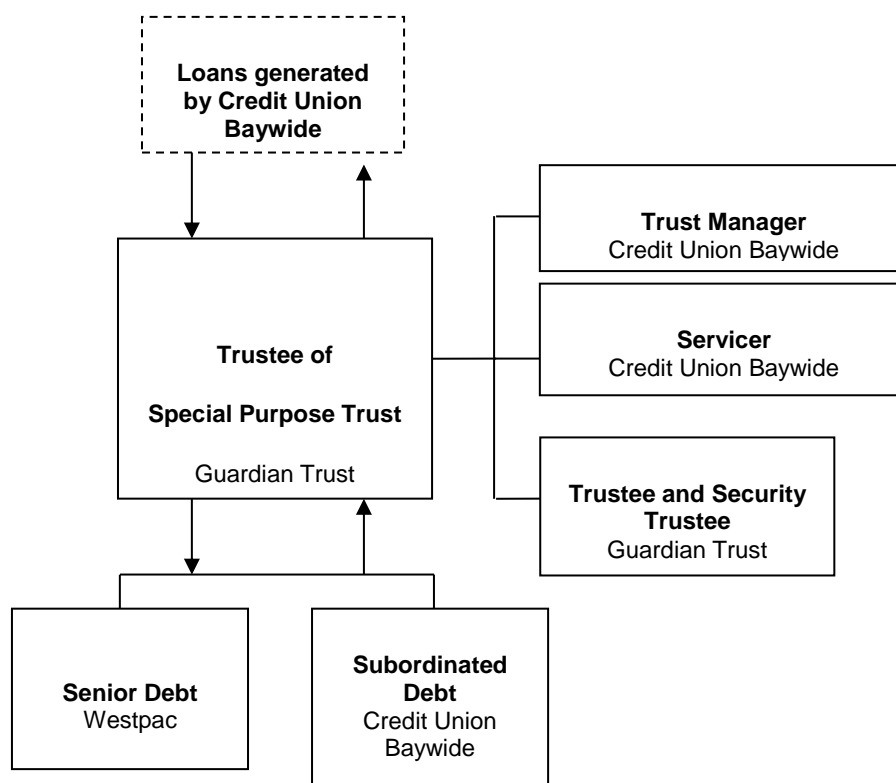 Loans generated
by Credit Union
Baywide
Trust Manager
Credit Union Baywide
Servicer
Credit Union Baywide
Trustee of
Special Purpose Trust
Guardian Trust
Trustee and Security
Trustee
Guardian Trust
Senior Debt
Westpac
Subordinated
Debt
Credit Union
Baywide